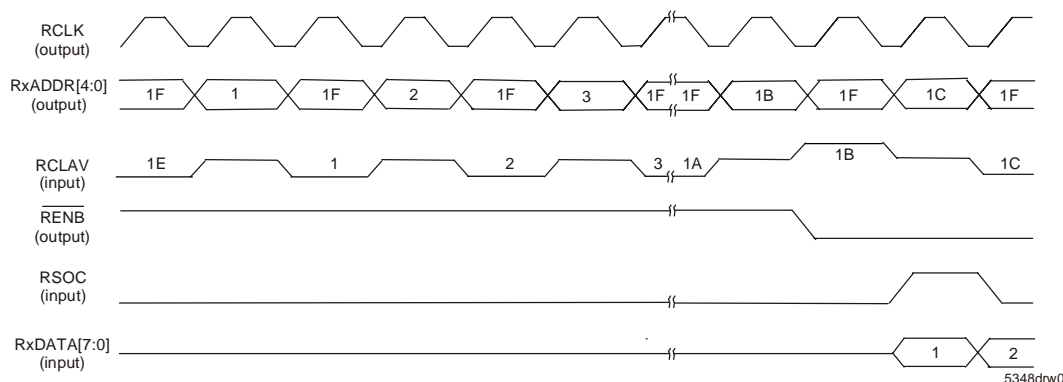 RCLK
(output)
RxADDR[4:0]
(output)
1F 1 1F 2 1F 3 1F 1F 1B 1F 1C 1F
RCLAV
(input)
1E 1 2 3 1A 1B 1C
RENB
(output)
RSOC
(input)
RxDATA[7:0]
(input)
1 2
5348drw0